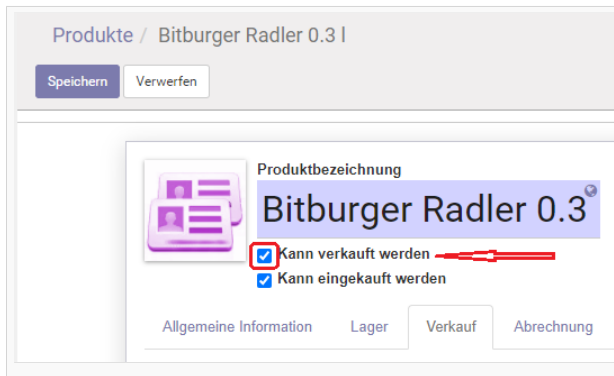 Produkte / Bitburger Radler 0.3 l
Speichern Verwerfen
Produktbezeichnung
Bitburger Radler 0.3
Kann verkauft werden
Kann eingekauft werden
Allgemeine Information Lager Verkauf Abrechnung